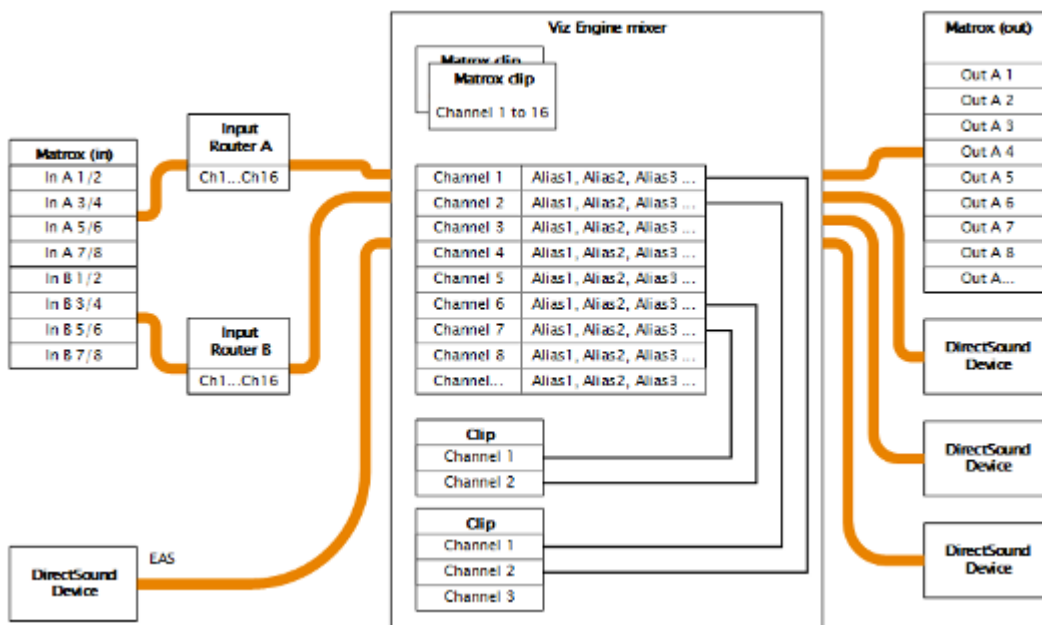 Matrox (in)
In A 1/2
In A 3/4
In A 5/6
In A 7/8
In B 1/2
In B 3/4
In B 5/6
In B 7/8
Input
Router A
Ch1...Ch16
Input
Router B
Ch1...Ch16
DirectSound
Device
EAS
Viz Engine mixer
Matrox clip
Matrox clip
Channel 1 to 16
Channel 1 Alias1, Alias2, Alias3 ...
Channel 2 Alias1, Alias2, Alias3 ...
Channel 3 Alias1, Alias2, Alias3 ...
Channel 4 Alias1, Alias2, Alias3 ...
Channel 5 Alias1, Alias2, Alias3 ...
Channel 6 Alias1, Alias2, Alias3 ...
Channel 7 Alias1, Alias2, Alias3 ...
Channel 8 Alias1, Alias2, Alias3 ...
Channel... Alias1, Alias2, Alias3 ...
Clip
Channel 1
Channel 2
Clip
Channel 1
Channel 2
Channel 3
Matrox (out)
Out A 1
Out A 2
Out A 3
Out A 4
Out A 5
Out A 6
Out A 7
Out A 8
Out A...
DirectSound
Device
DirectSound
Device
DirectSound
Device